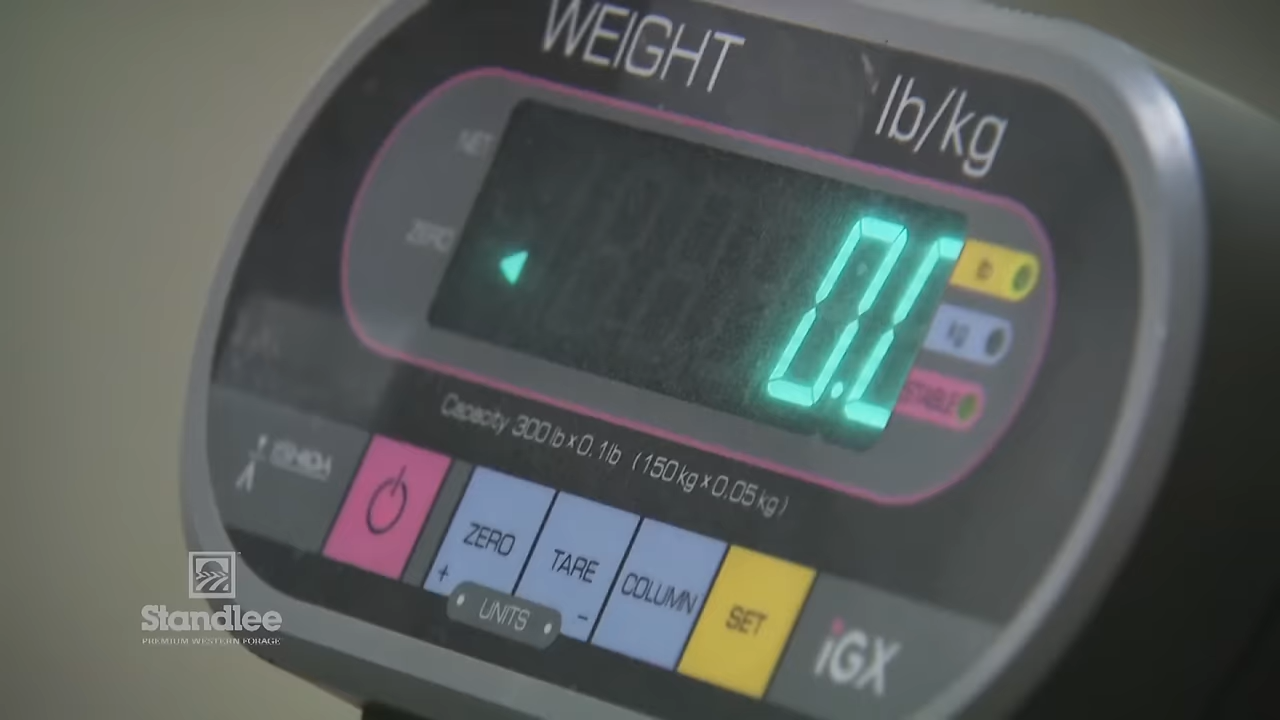 WEIGHT
lb/kg
NET
ZERO
0.0
lb
kg
STABLE
Capacity 300 lb x 0.1 lb (150 kg x 0.05 kg)
ISHIDA
ZERO
TARE
COLUMN
SET
+
UNITS
-
iGX
Standlee
PREMIUM WESTERN FORAGE